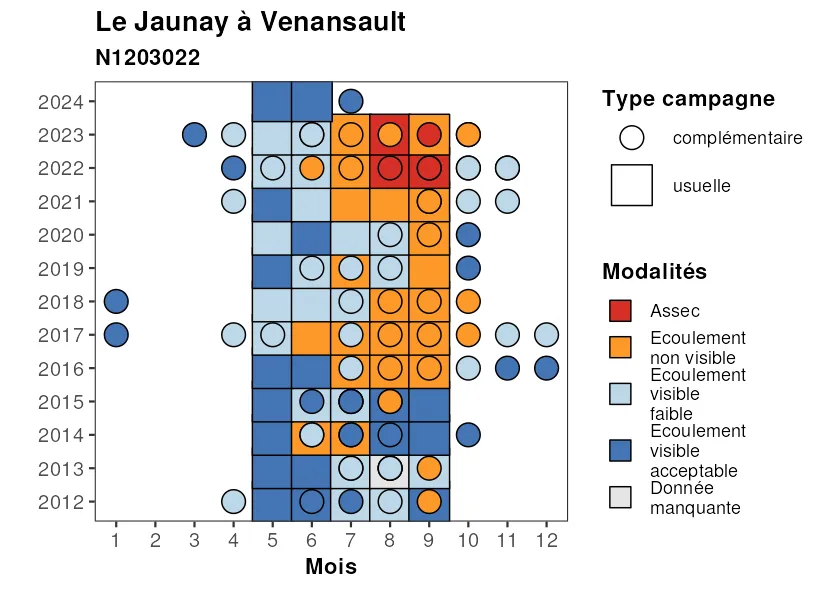 Le Jaunay à Venansault
N1203022
2024
2023
2022
2021
2020
2019
2018
2017
2016
2015
2014
2013
2012
1 2 3 4 5 6 7 8 9 10 11 12
Mois
Type campagne
complémentaire
usuelle
Modalités
Assec
Ecoulement
non visible
Ecoulement
visible
faible
Ecoulement
visible
acceptable
Donnée
manquante